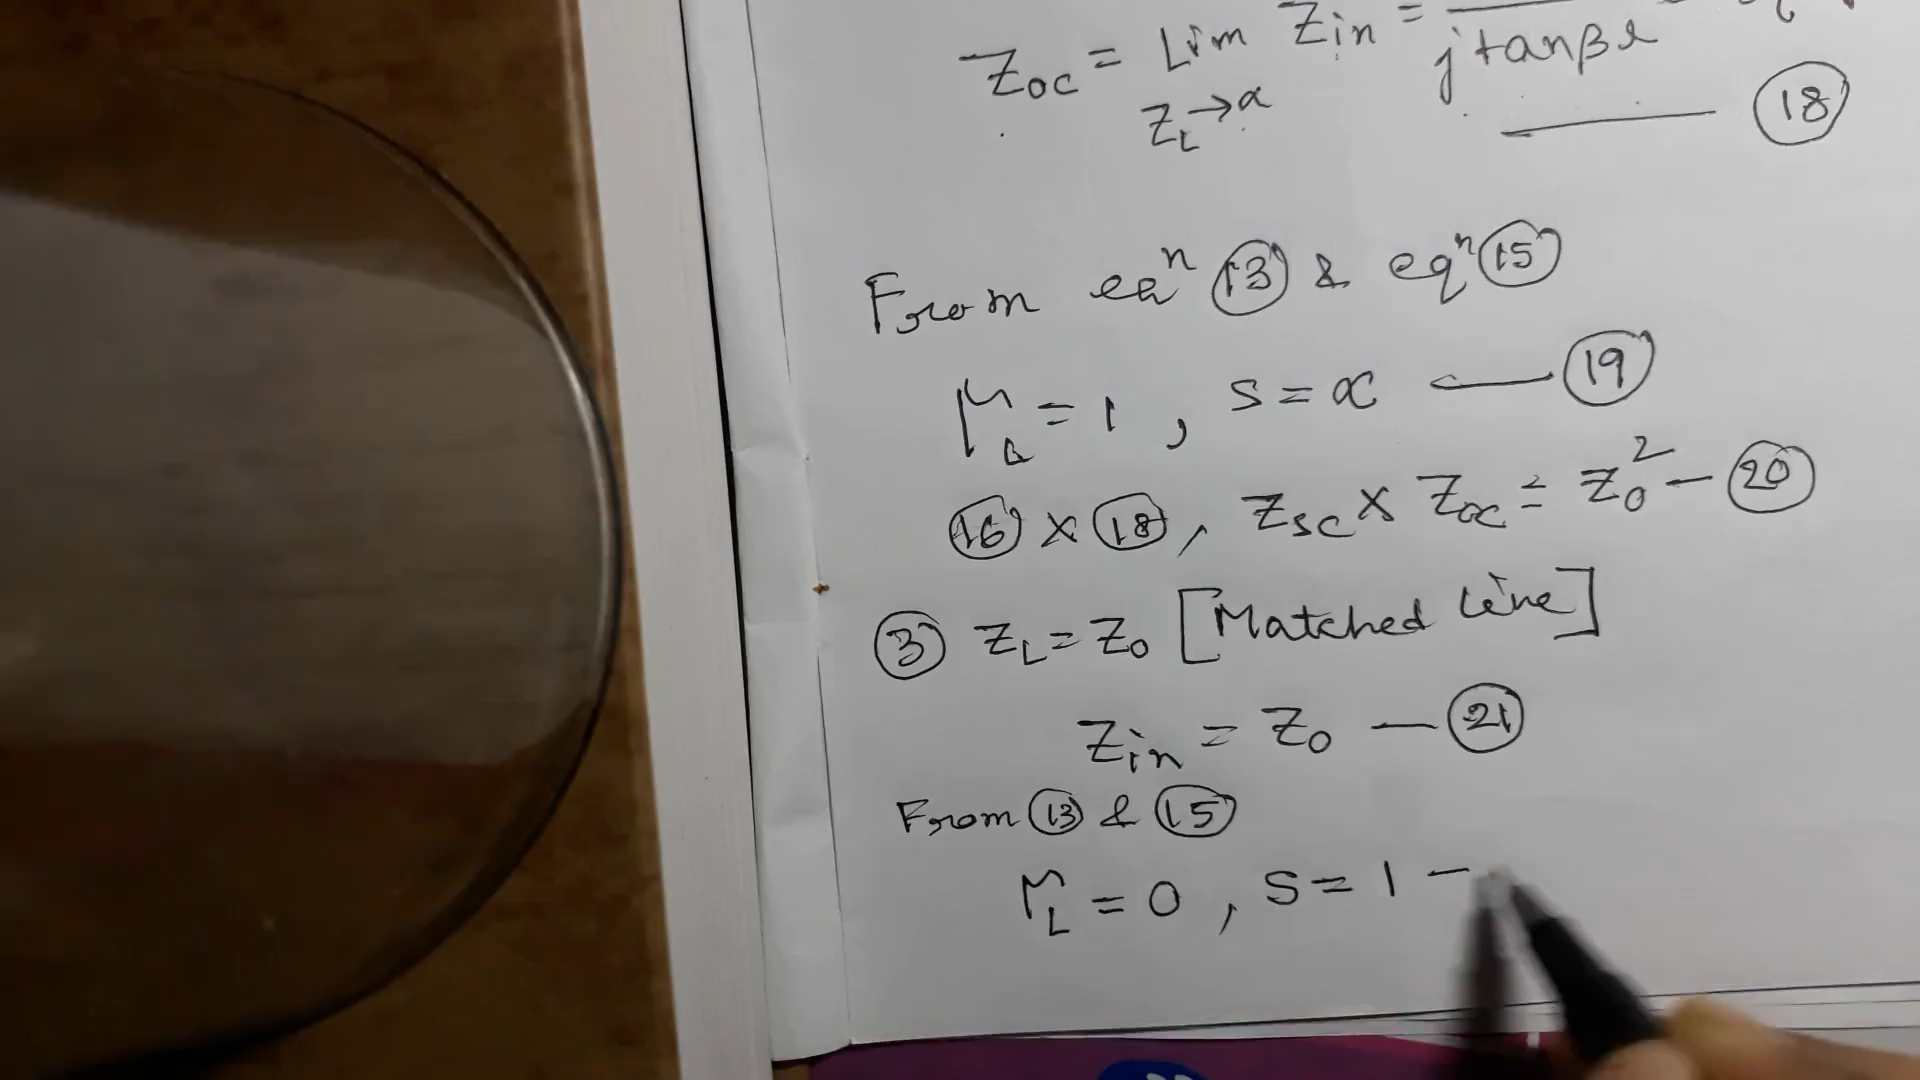 Zoc = Lim Zin = / jtanβl
ZL→α
(18)
From eqn (13) & eqn (15)
ΓL = 1 , s = α — (19)
(16) × (18) , Zsc × Zoc = Z0² — (20)
(3) ZL = Z0 [Matched Line]
Zin = Z0 — (21)
From (13) & (15)
ΓL = 0 , S = 1 —